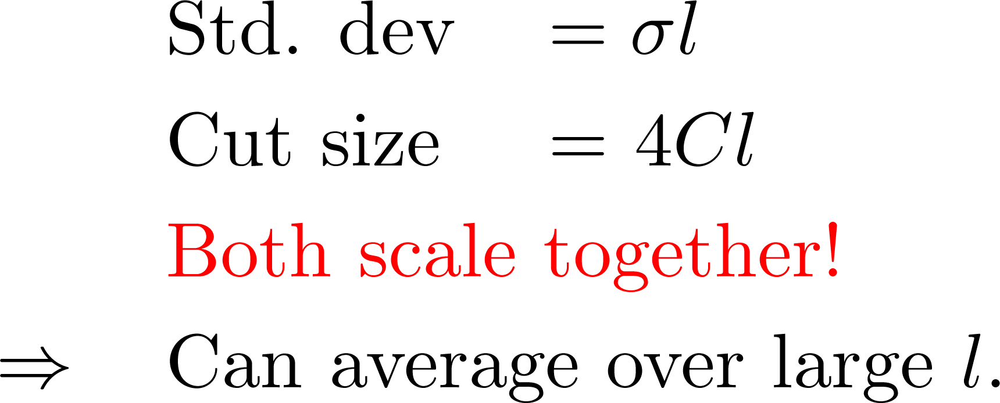 Std. dev = σl
Cut size = 4Cl
Both scale together!
⇒ Can average over large l.